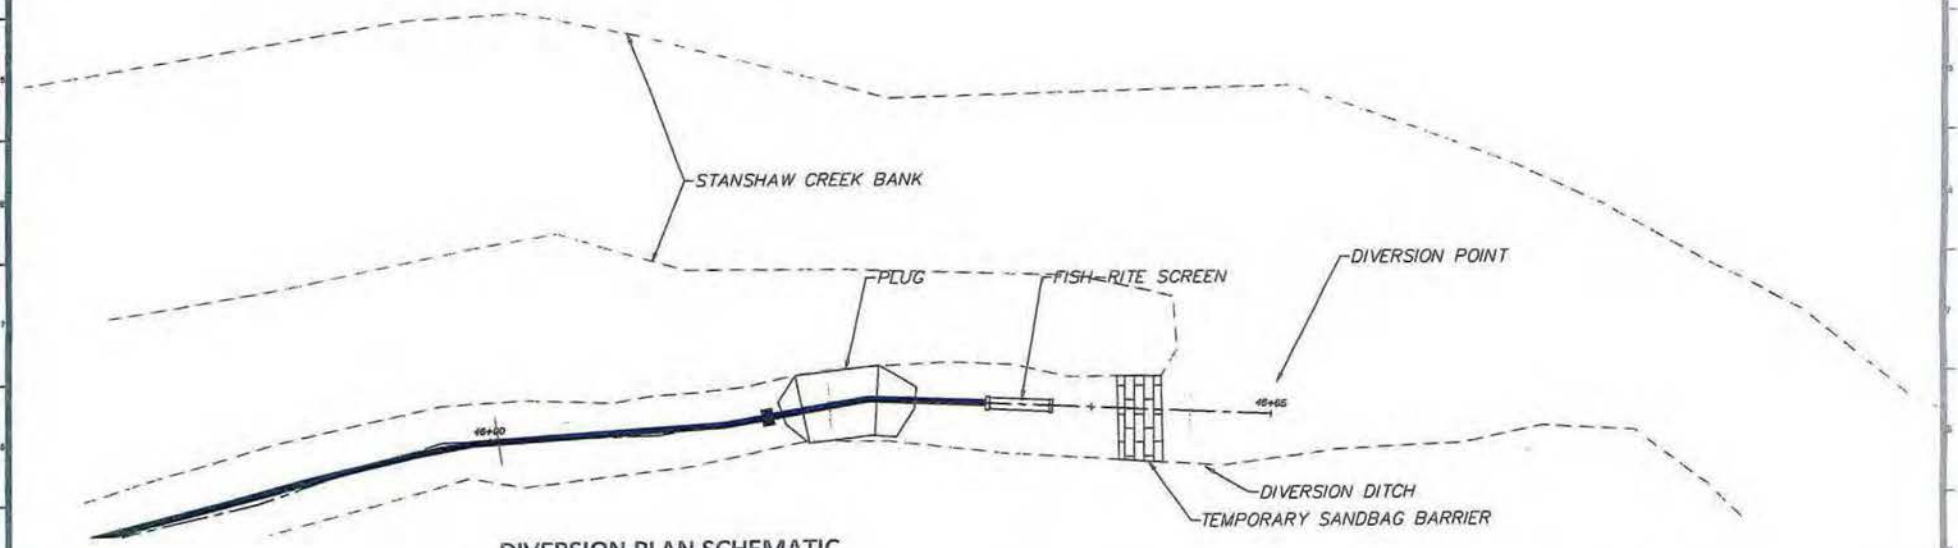 STANSHAW CREEK BANK
DIVERSION POINT
PLUG
FISH-RITE SCREEN
46+65
46+00
DIVERSION DITCH
TEMPORARY SANDBAG BARRIER
DIVERSION PLAN SCHEMATIC